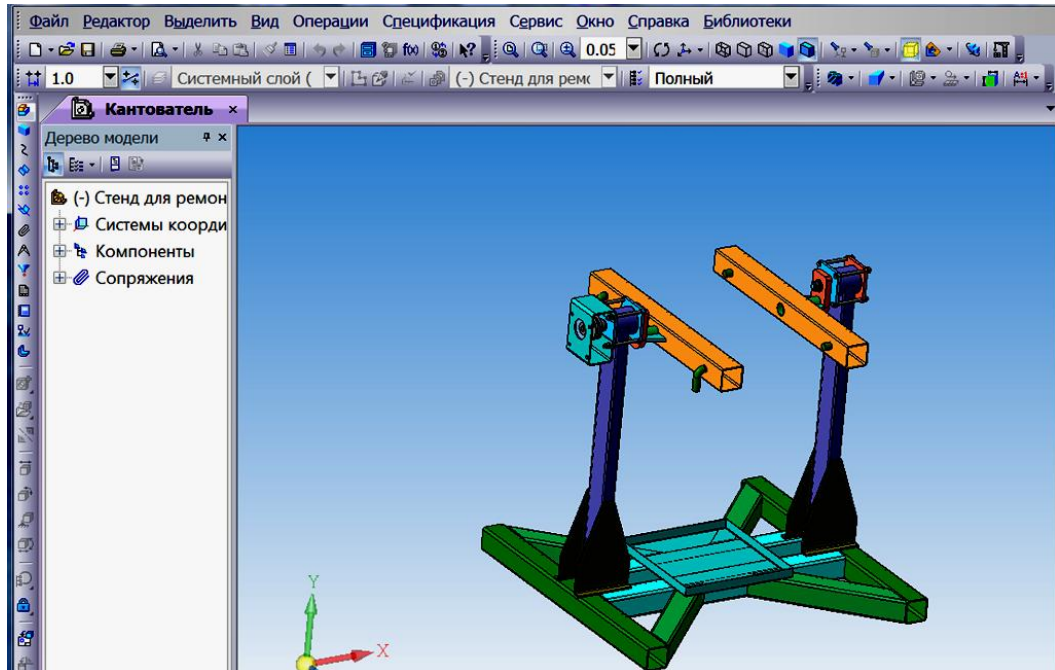 Файл Редактор Выделить Вид Операции Спецификация Сервис Окно Справка Библиотеки
f(x) 0.05
1.0 Системный слой ( (-) Стенд для ремо Полный
Кантователь ×
Дерево модели
(-) Стенд для ремон
Системы коорди
Компоненты
Сопряжения
Y
X